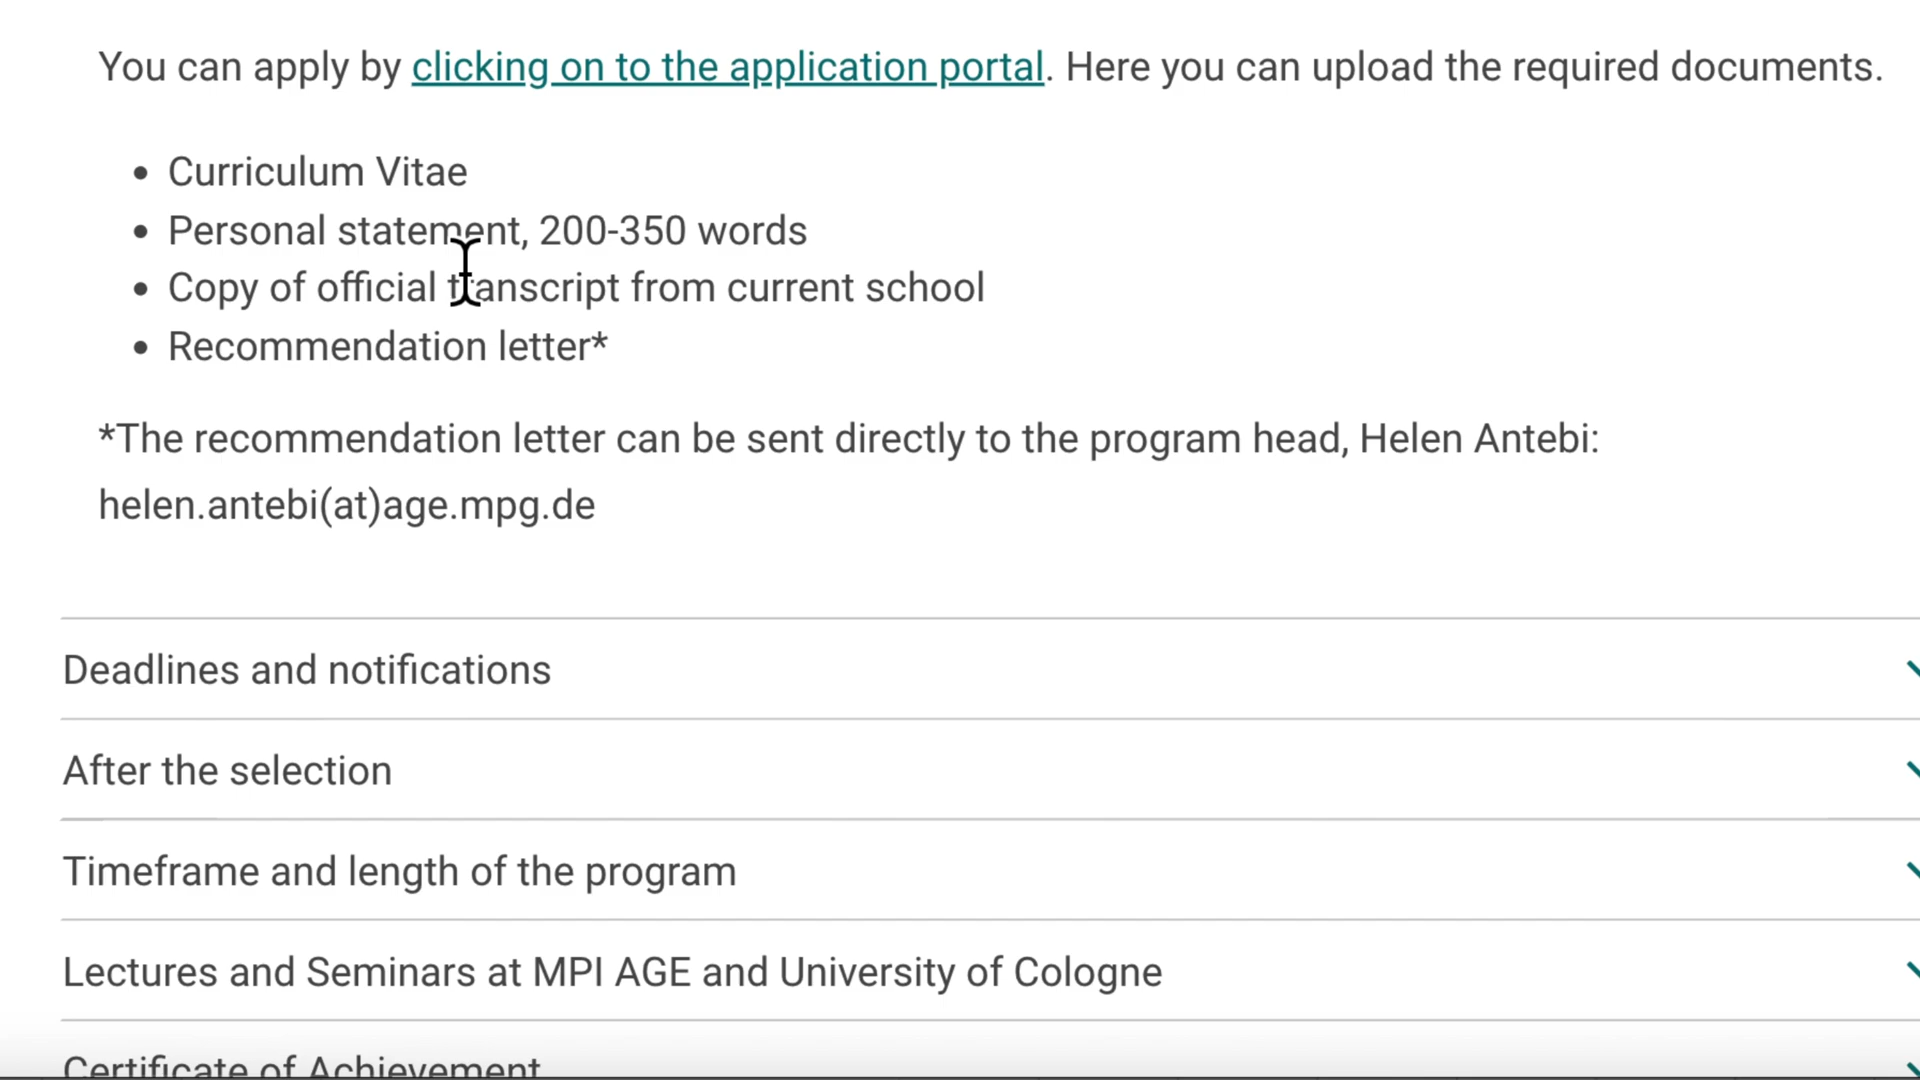 You can apply by clicking on to the application portal. Here you can upload the required documents.
• Curriculum Vitae
• Personal statement, 200-350 words
• Copy of official transcript from current school
• Recommendation letter*
*The recommendation letter can be sent directly to the program head, Helen Antebi:
helen.antebi(at)age.mpg.de
Deadlines and notifications
After the selection
Timeframe and length of the program
Lectures and Seminars at MPI AGE and University of Cologne
Certificate of Achievement